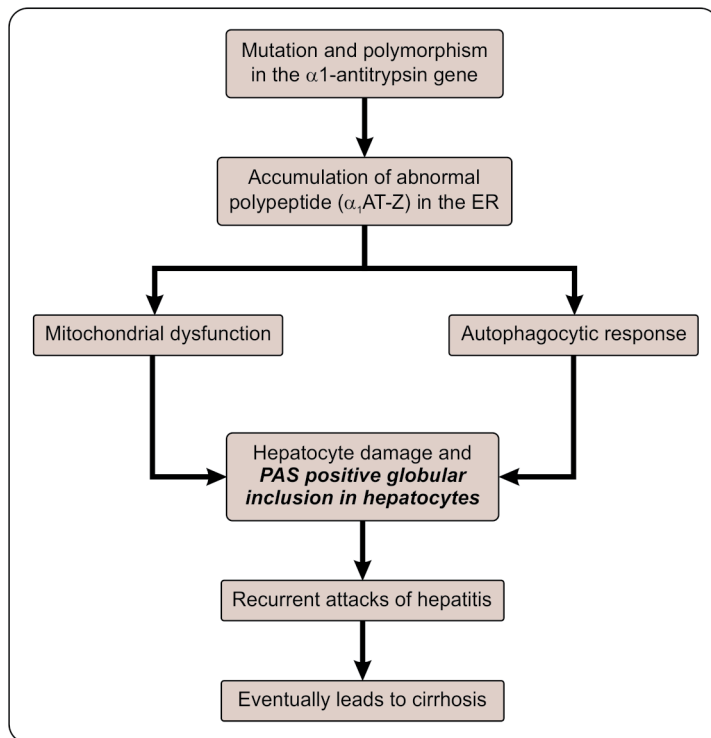 Mutation and polymorphism
in the α1-antitrypsin gene
Accumulation of abnormal
polypeptide (α₁AT-Z) in the ER
Mitochondrial dysfunction
Autophagocytic response
Hepatocyte damage and
PAS positive globular
inclusion in hepatocytes
Recurrent attacks of hepatitis
Eventually leads to cirrhosis